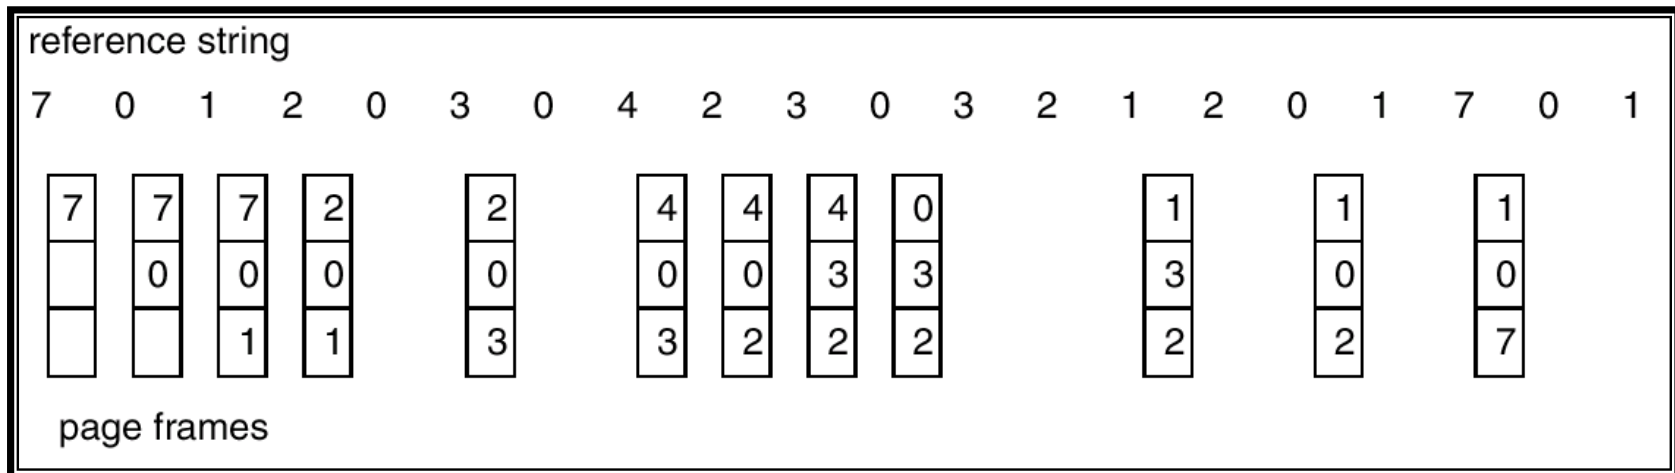 reference string
7 0 1 2 0 3 0 4 2 3 0 3 2 1 2 0 1 7 0 1
7 7 7 2 2 4 4 4 0 1 1 1
0 0 0 0 0 0 3 3 3 0 0
1 1 3 3 2 2 2 2 2 7
page frames